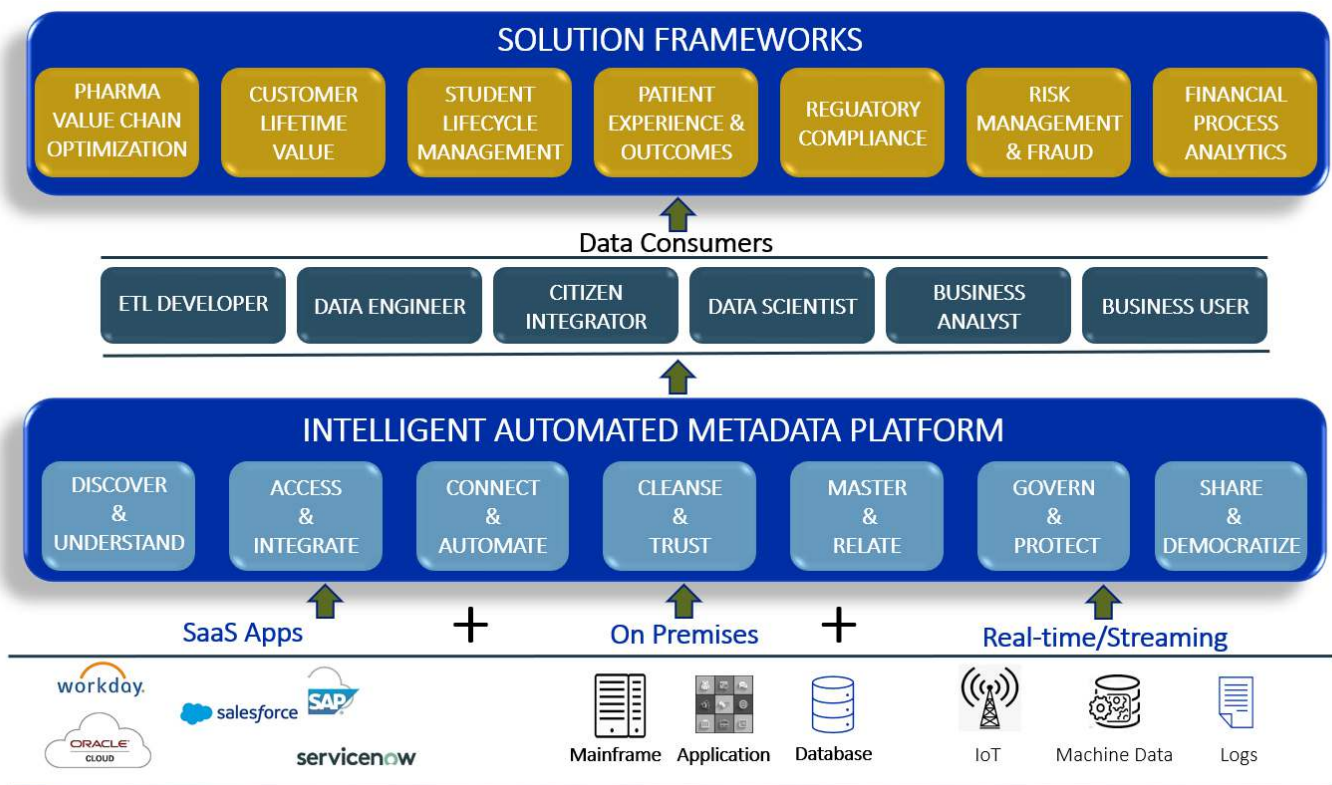 SOLUTION FRAMEWORKS
PHARMA
VALUE CHAIN
OPTIMIZATION
CUSTOMER
LIFETIME
VALUE
STUDENT
LIFECYCLE
MANAGEMENT
PATIENT
EXPERIENCE &
OUTCOMES
REGUATORY
COMPLIANCE
RISK
MANAGEMENT
& FRAUD
FINANCIAL
PROCESS
ANALYTICS
Data Consumers
ETL DEVELOPER
DATA ENGINEER
CITIZEN
INTEGRATOR
DATA SCIENTIST
BUSINESS
ANALYST
BUSINESS USER
INTELLIGENT AUTOMATED METADATA PLATFORM
DISCOVER
&
UNDERSTAND
ACCESS
&
INTEGRATE
CONNECT
&
AUTOMATE
CLEANSE
&
TRUST
MASTER
&
RELATE
GOVERN
&
PROTECT
SHARE
&
DEMOCRATIZE
SaaS Apps
+
On Premises
+
Real-time/Streaming
workday.
salesforce
SAP
ORACLE
CLOUD
servicenow
Mainframe
Application
Database
IoT
Machine Data
Logs